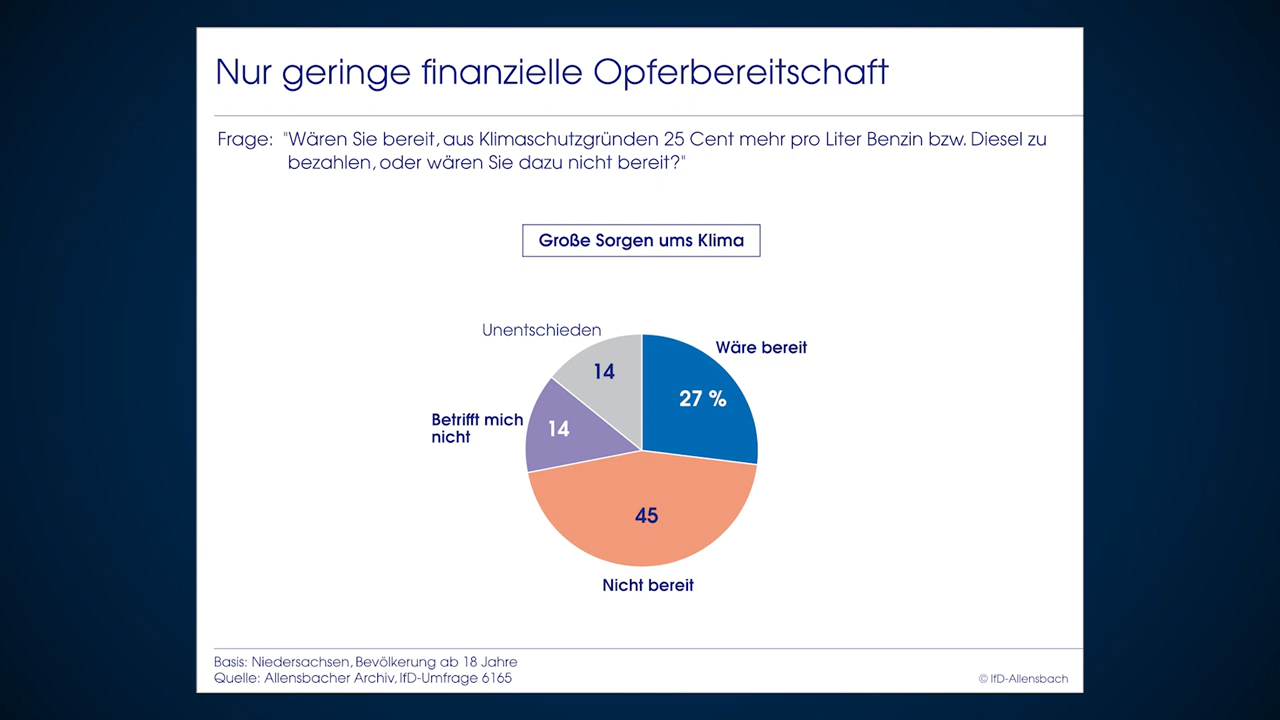 Nur geringe finanzielle Opferbereitschaft
Frage: "Wären Sie bereit, aus Klimaschutzgründen 25 Cent mehr pro Liter Benzin bzw. Diesel zu
bezahlen, oder wären Sie dazu nicht bereit?"
Große Sorgen ums Klima
Unentschieden
Wäre bereit
14
27 %
Betrifft mich
nicht
14
45
Nicht bereit
Basis: Niedersachsen, Bevölkerung ab 18 Jahre
Quelle: Allensbacher Archiv, IfD-Umfrage 6165
© IfD-Allensbach